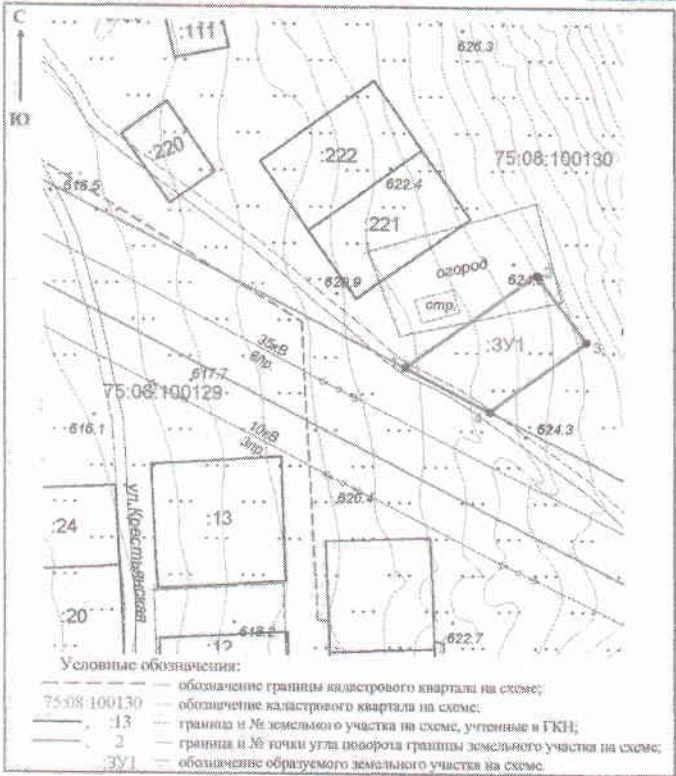 С
Ю
:111
626.3
:220
:222
75:08:100130
616.5
622.4
:221
огород
стр.
:ЗУ1
3
35кВ
617.7
75:08:100129
10кВ
3пр.
616.1
624.3
620.4
:24
:13
ул.Крестьянская
:20
618.2
:12
622.7
Условные обозначения:
— обозначение границы кадастрового квартала на схеме;
75:08:100130 — обозначение кадастрового квартала на схеме;
:13 — граница и № земельного участка на схеме, учтенные в ГКН;
2 — граница и № точки угла поворота границы земельного участка на схеме;
:ЗУ1 — обозначение образуемого земельного участка на схеме.